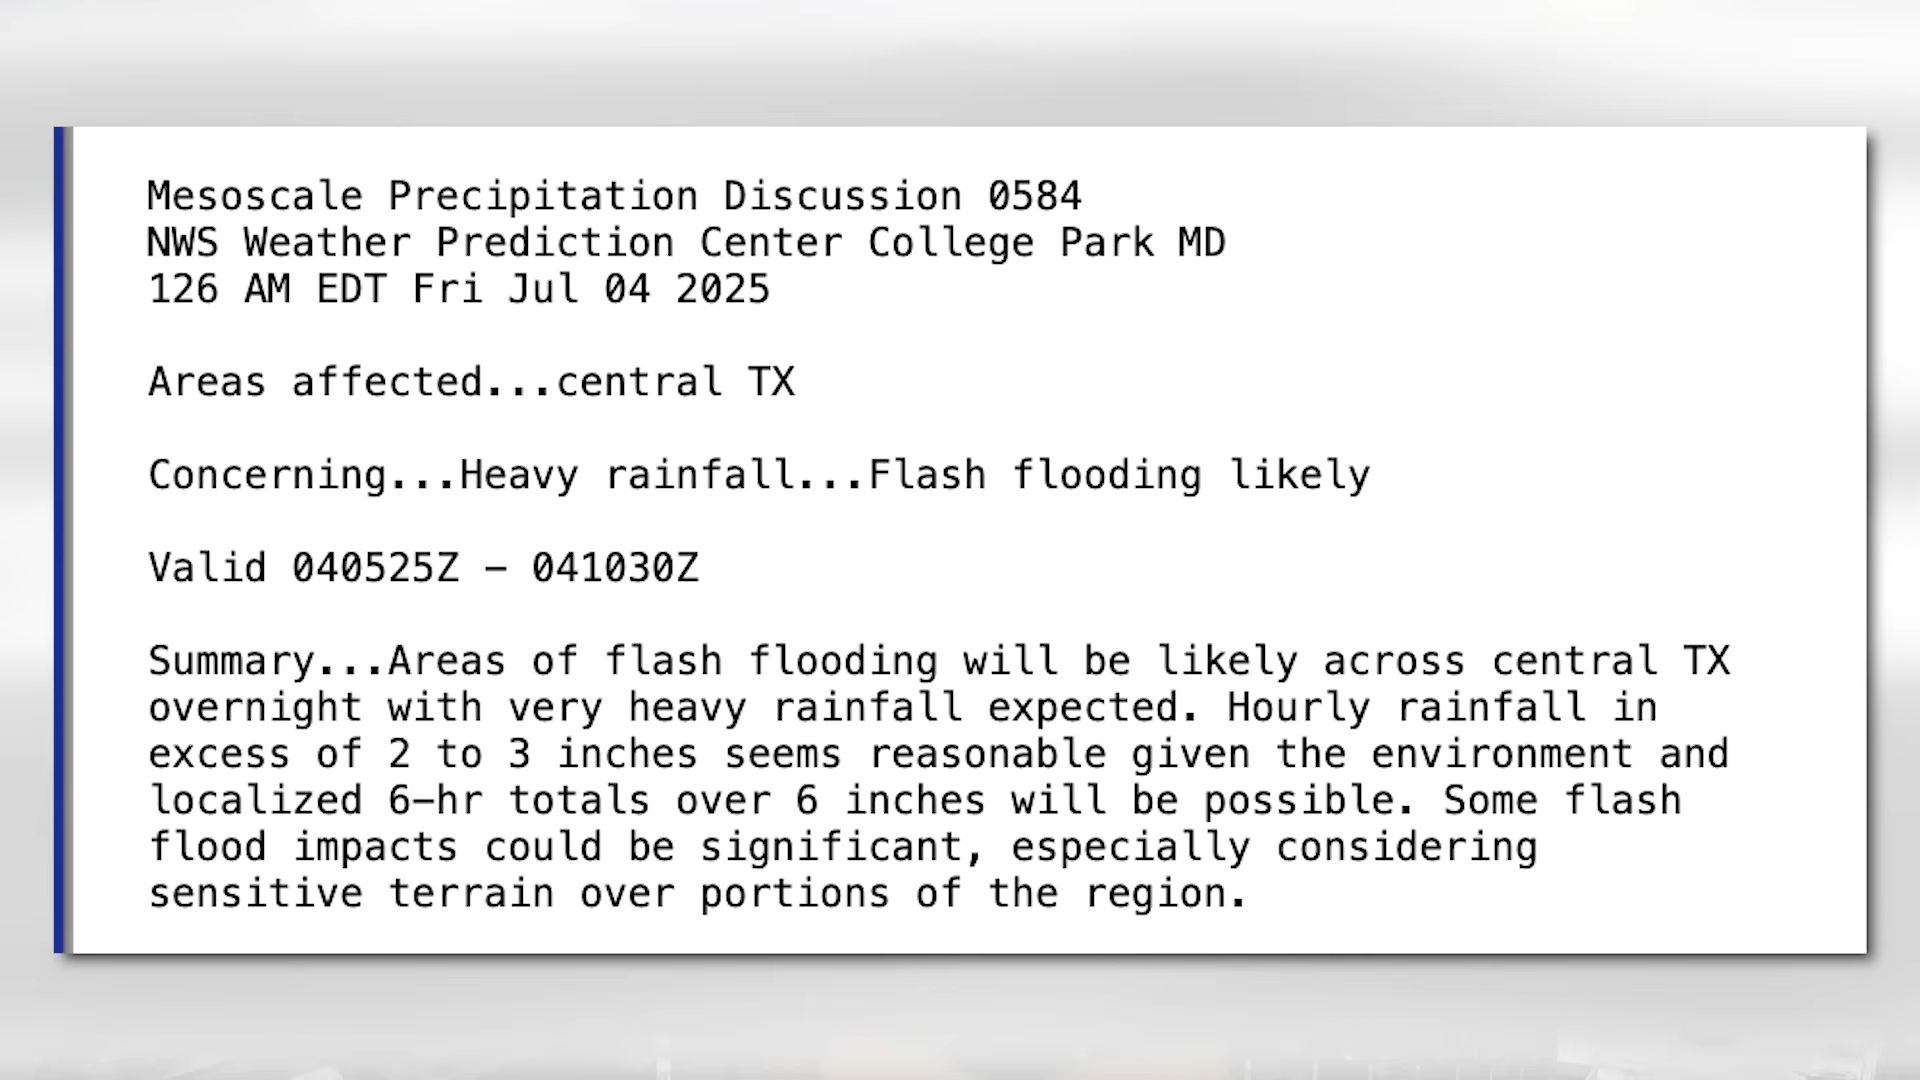 Mesoscale Precipitation Discussion 0584
NWS Weather Prediction Center College Park MD
126 AM EDT Fri Jul 04 2025
Areas affected...central TX
Concerning...Heavy rainfall...Flash flooding likely
Valid 040525Z – 041030Z
Summary...Areas of flash flooding will be likely across central TX
overnight with very heavy rainfall expected. Hourly rainfall in
excess of 2 to 3 inches seems reasonable given the environment and
localized 6–hr totals over 6 inches will be possible. Some flash
flood impacts could be significant, especially considering
sensitive terrain over portions of the region.